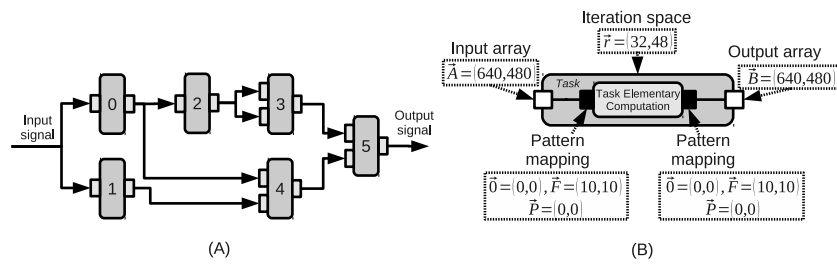 Input signal
0
1
2
3
4
5
Output signal
(A)
Iteration space
r⃗=(32,48)
Input array
A⃗=(640,480)
Output array
B⃗=(640,480)
Task
Task Elementary
Computation
Pattern
mapping
0⃗=(0,0), F⃗=(10,10)
P⃗=(0,0)
Pattern
mapping
0⃗=(0,0), F⃗=(10,10)
P⃗=(0,0)
(B)